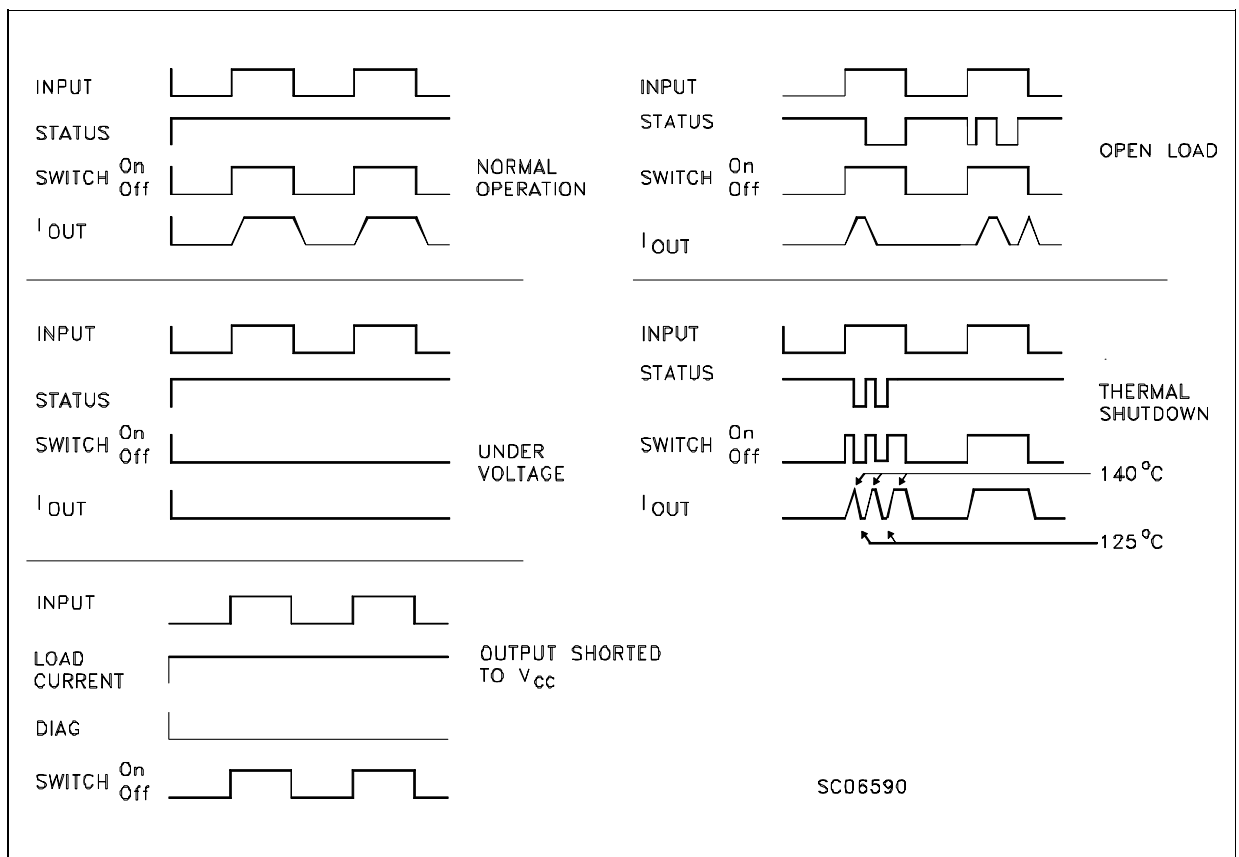 INPUT
STATUS
SWITCH On
Off
I OUT
NORMAL
OPERATION
INPUT
STATUS
SWITCH On
Off
I OUT
OPEN LOAD
INPUT
STATUS
SWITCH On
Off
I OUT
UNDER
VOLTAGE
INPUT
STATUS
SWITCH On
Off
I OUT
THERMAL
SHUTDOWN
140 °C
125 °C
INPUT
LOAD
CURRENT
DIAG
SWITCH On
Off
OUTPUT SHORTED
TO VCC
SC06590